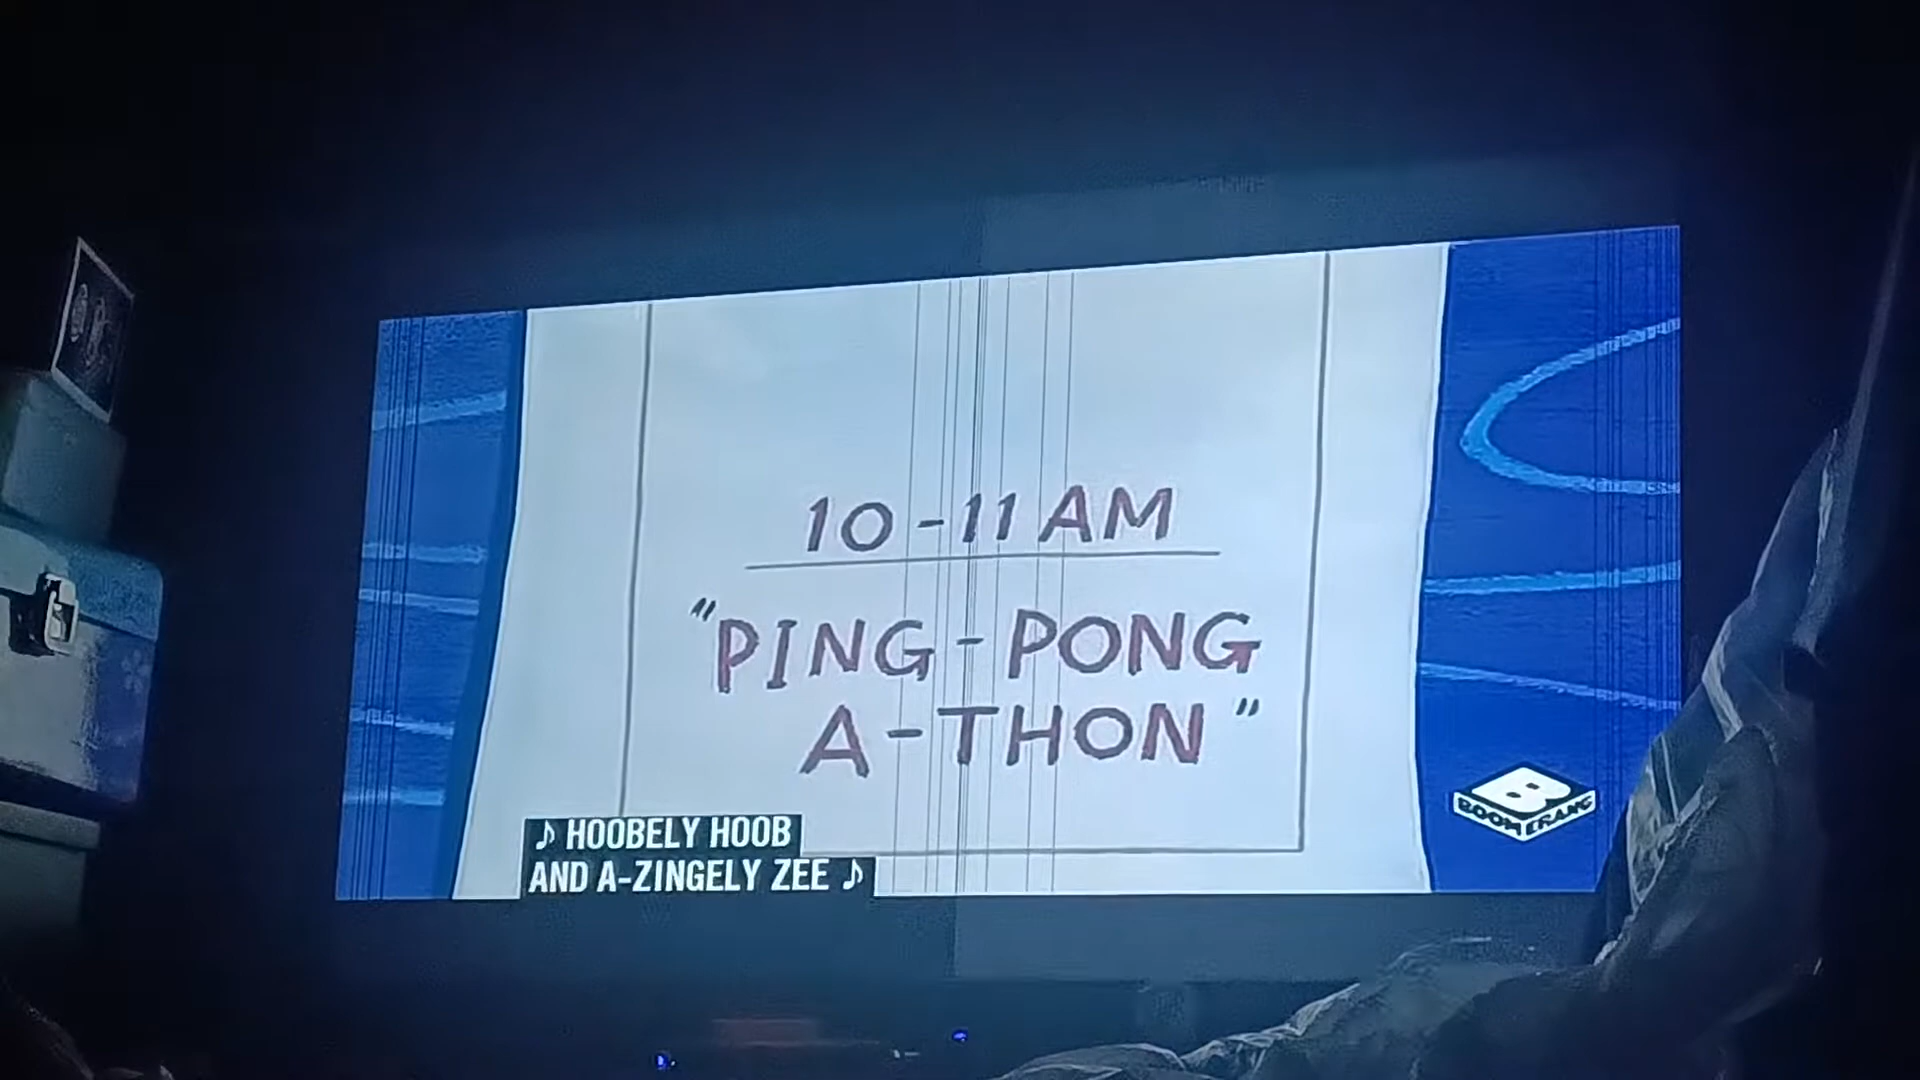 10-11 AM
"PING-PONG
A-THON"
♪ HOOBELY HOOB
AND A-ZINGELY ZEE ♪
B
BOOMERANG